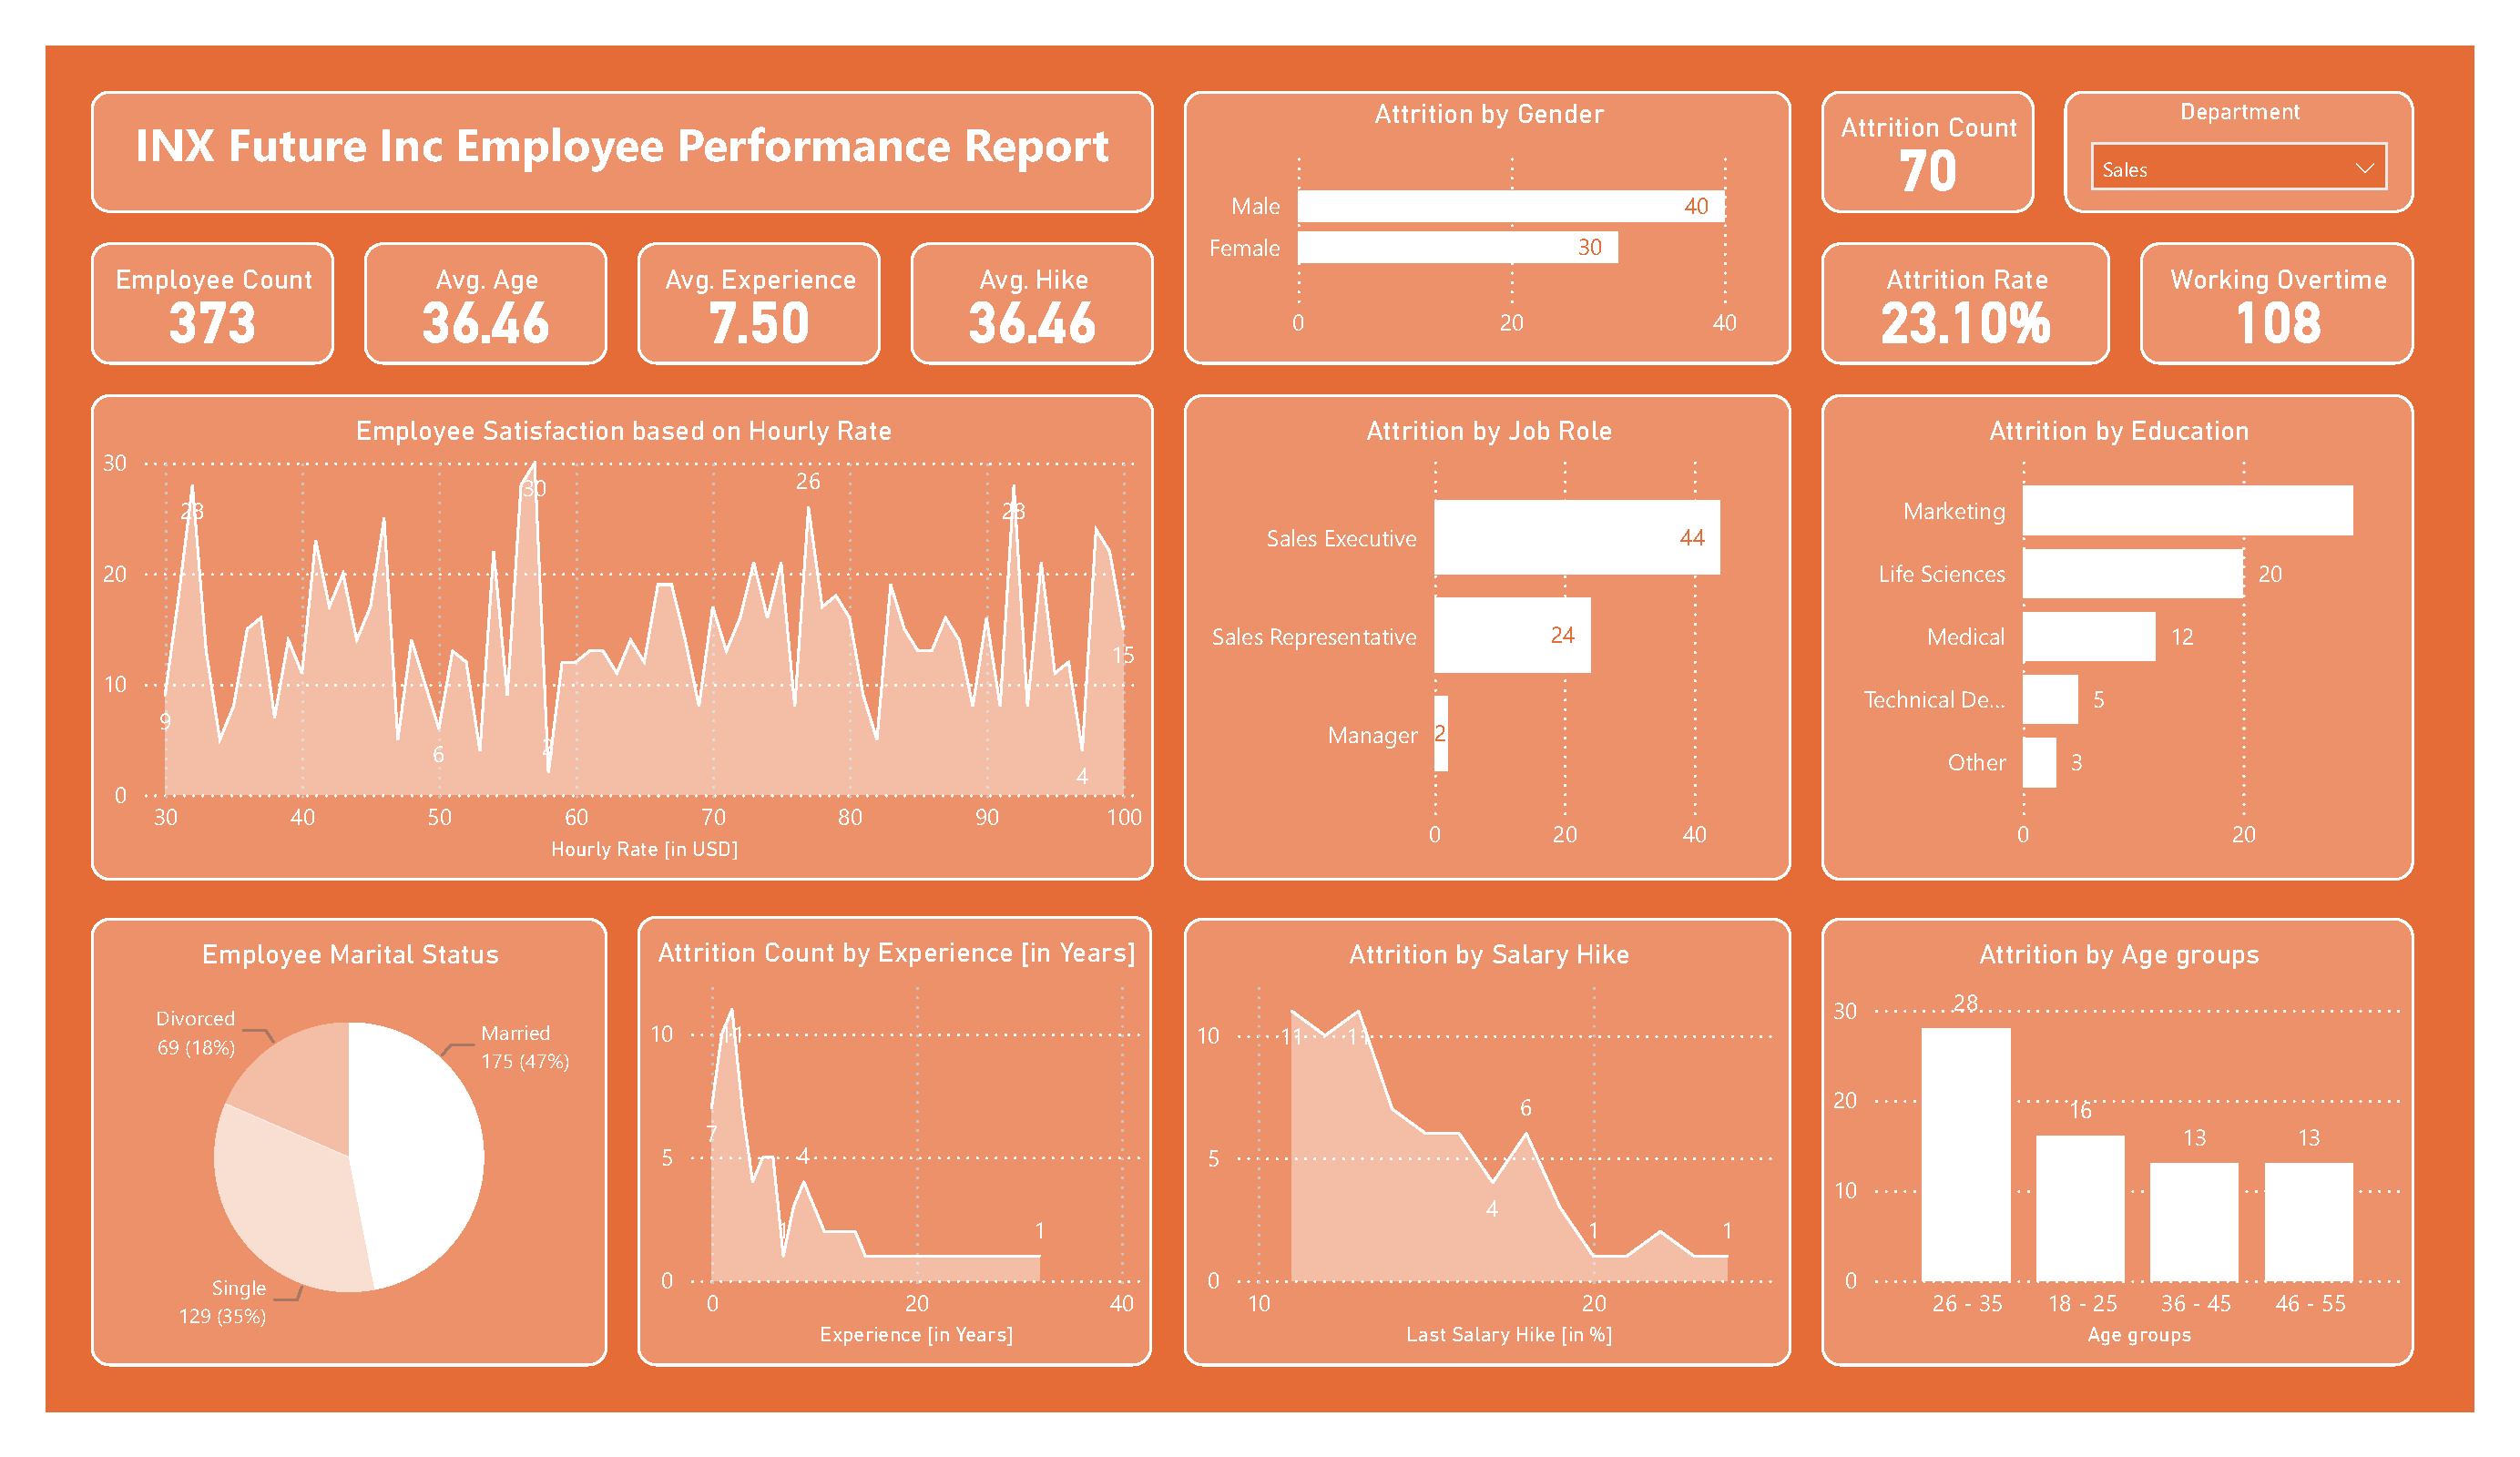 INX Future Inc Employee Performance Report
Attrition by Gender
Male
40
Female
30
0
20
40
Attrition Count
70
Department
Sales
Employee Count
373
Avg. Age
36.46
Avg. Experience
7.50
Avg. Hike
36.46
Attrition Rate
23.10%
Working Overtime
108
Employee Satisfaction based on Hourly Rate
30
20
10
0
28
30
26
28
15
9
6
2
4
30
40
50
60
70
80
90
100
Hourly Rate [in USD]
Attrition by Job Role
Sales Executive
44
Sales Representative
24
Manager
2
0
20
40
Attrition by Education
Marketing
Life Sciences
20
Medical
12
Technical De...
5
Other
3
0
20
Employee Marital Status
Divorced
69 (18%)
Married
175 (47%)
Single
129 (35%)
Attrition Count by Experience [in Years]
10
5
0
11
7
4
1
1
0
20
40
Experience [in Years]
Attrition by Salary Hike
10
5
0
11
11
6
4
1
1
10
20
Last Salary Hike [in %]
Attrition by Age groups
30
20
10
0
28
16
13
13
26 - 35
18 - 25
36 - 45
46 - 55
Age groups